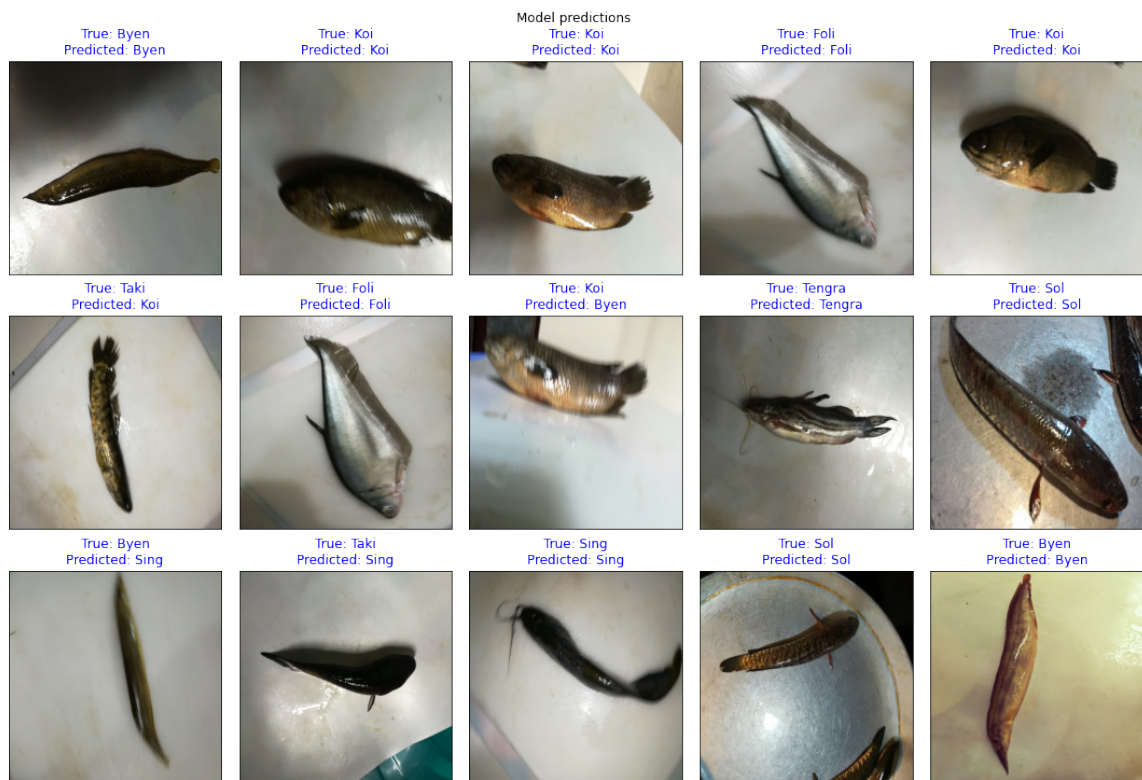 Model predictions
True: Byen
Predicted: Byen
True: Koi
Predicted: Koi
True: Koi
Predicted: Koi
True: Foli
Predicted: Foli
True: Koi
Predicted: Koi
True: Taki
Predicted: Koi
True: Foli
Predicted: Foli
True: Koi
Predicted: Byen
True: Tengra
Predicted: Tengra
True: Sol
Predicted: Sol
True: Byen
Predicted: Sing
True: Taki
Predicted: Sing
True: Sing
Predicted: Sing
True: Sol
Predicted: Sol
True: Byen
Predicted: Byen